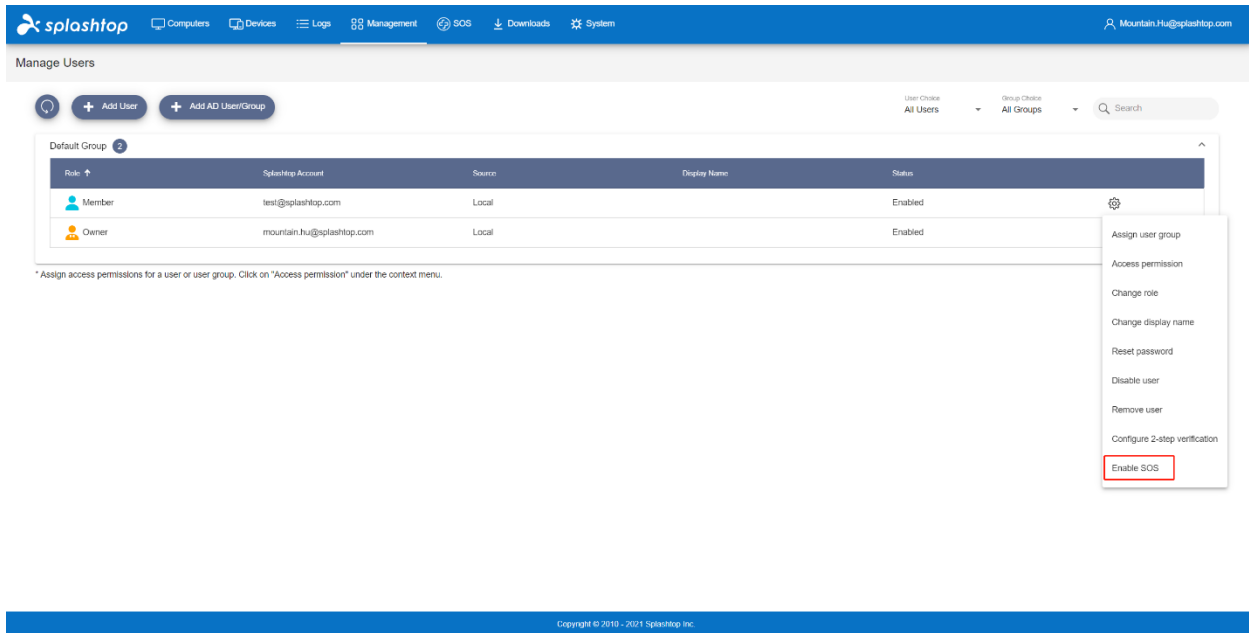 splashtop Computers Devices Logs Management SOS Downloads System Mountain.Hu@splashtop.com
Manage Users
Add User Add AD User/Group User Choice All Users Group Choice All Groups Search
Default Group 2
Role Splashtop Account Source Display Name Status
Member test@splashtop.com Local Enabled
Owner mountain.hu@splashtop.com Local Enabled
* Assign access permissions for a user or user group. Click on "Access permission" under the context menu.
Assign user group
Access permission
Change role
Change display name
Reset password
Disable user
Remove user
Configure 2-step verification
Enable SOS
Copyright © 2010 - 2021 Splashtop Inc.